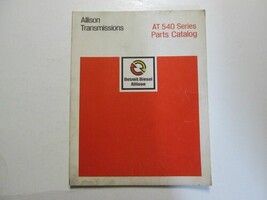 Allison
Transmissions
AT 540 Series
Parts Catalog
Detroit Diesel
Allison